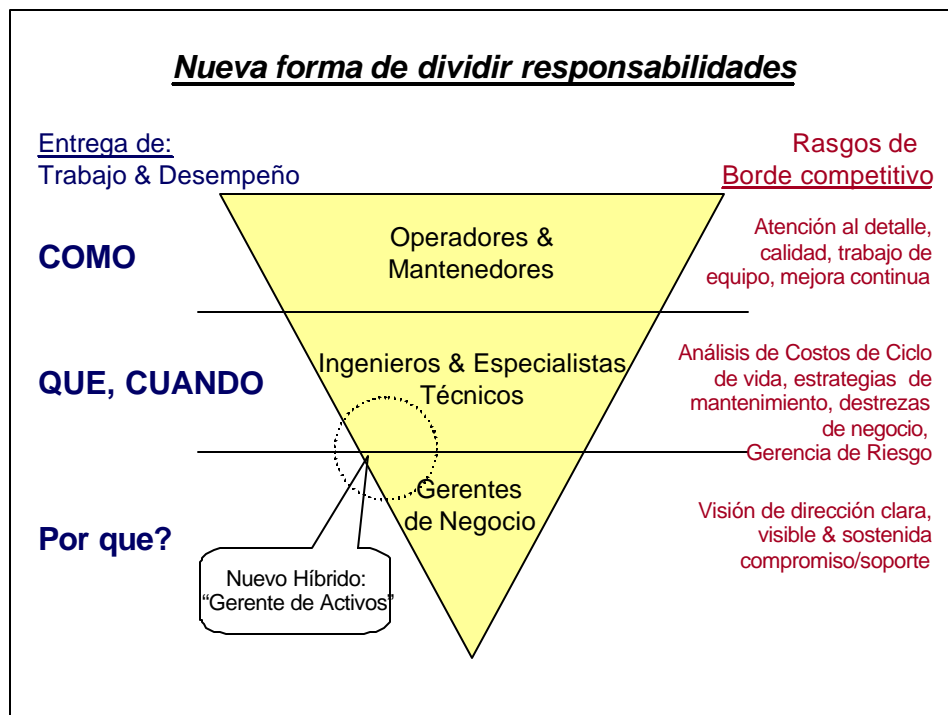 Nueva forma de dividir responsabilidades
Entrega de:
Trabajo & Desempeño
Rasgos de
Borde competitivo
COMO
Operadores &
Mantenedores
Atención al detalle,
calidad, trabajo de
equipo, mejora continua
QUE, CUANDO
Ingenieros & Especialistas
Técnicos
Análisis de Costos de Ciclo
de vida, estrategias de
mantenimiento, destrezas
de negocio,
Gerencia de Riesgo
Por que?
Gerentes
de Negocio
Visión de dirección clara,
visible & sostenida
compromiso/soporte
Nuevo Híbrido:
“Gerente de Activos”